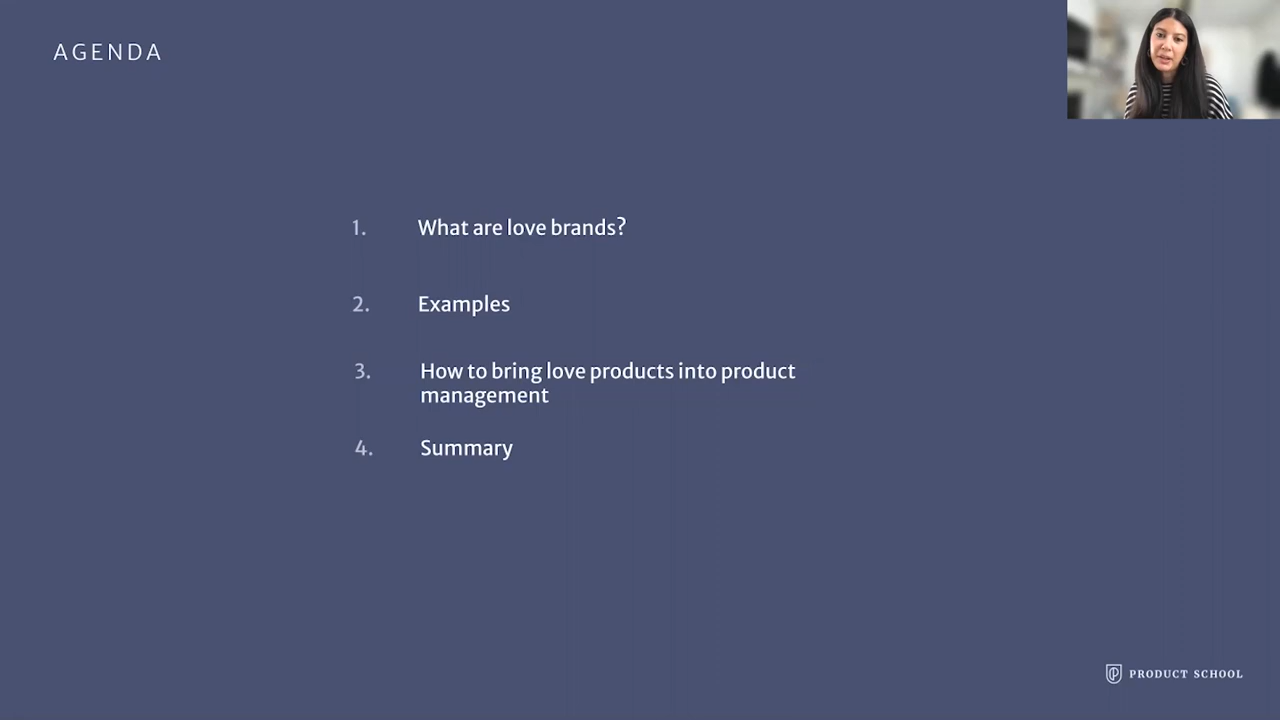 AGENDA
1. What are love brands?
2. Examples
3. How to bring love products into product
management
4. Summary
PRODUCT SCHOOL